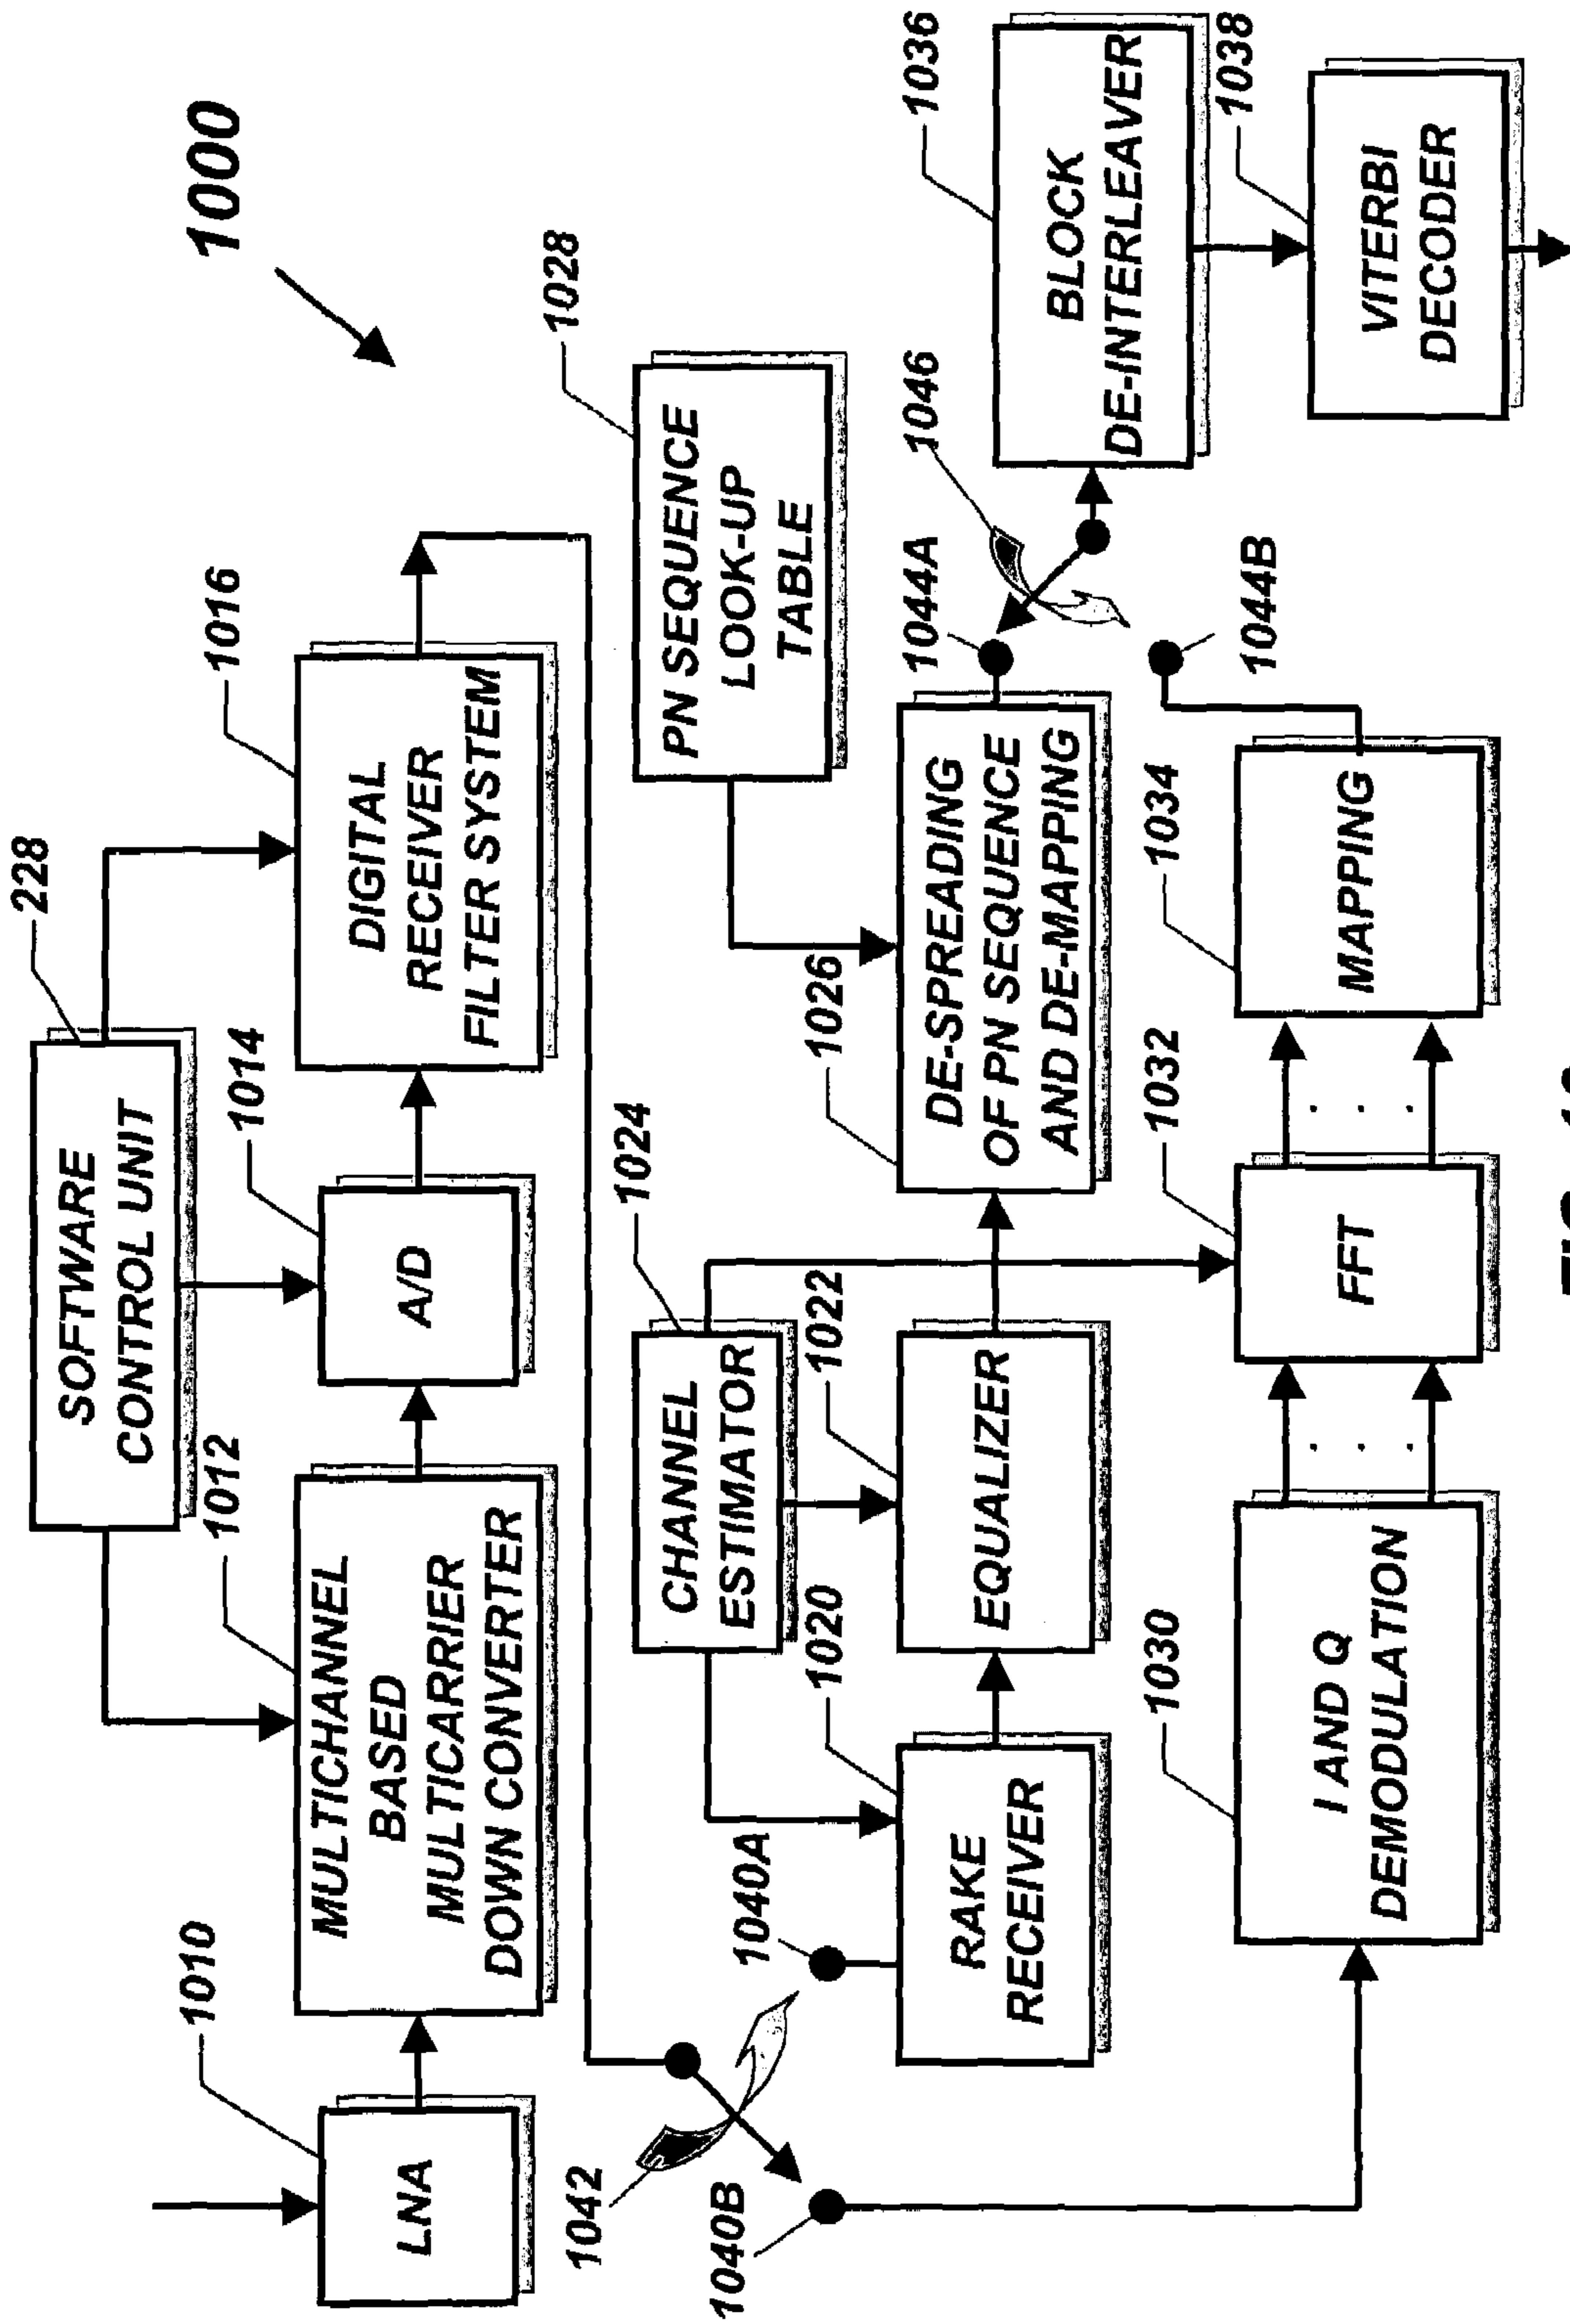 1000
228
SOFTWARE
CONTROL UNIT
1010
LNA
1012
MULTICHANNEL
BASED
MULTICARRIER
DOWN CONVERTER
1014
A/D
1016
DIGITAL
RECEIVER
FILTER SYSTEM
1028
PN SEQUENCE
LOOK-UP
TABLE
1024
CHANNEL
ESTIMATOR
1042
1040A
1040B
1020
RAKE
RECEIVER
1022
EQUALIZER
1026
DE-SPREADING
OF PN SEQUENCE
AND DE-MAPPING
1044A
1046
1044B
1036
BLOCK
DE-INTERLEAVER
1038
VITERBI
DECODER
1030
I AND Q
DEMODULATION
1032
FFT
1034
MAPPING